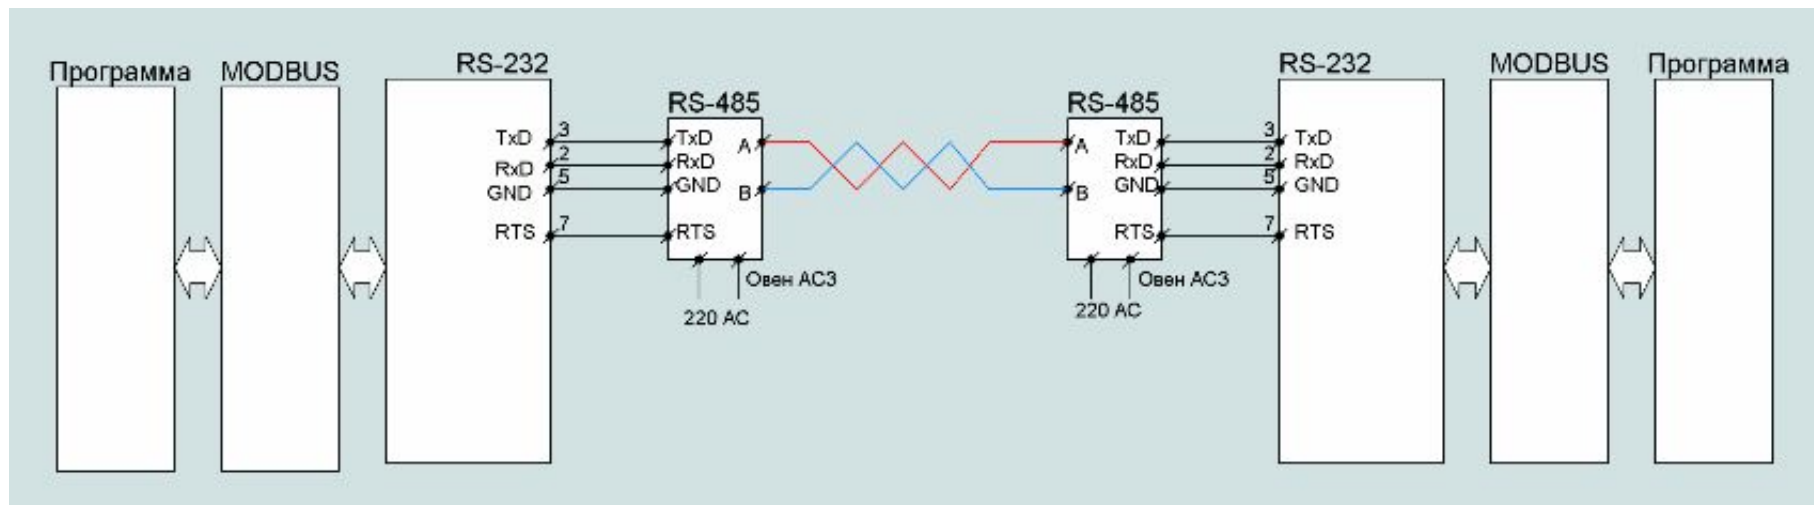 Программа
MODBUS
RS-232
RS-485
RS-485
RS-232
MODBUS
Программа
TxD 3 TxD A A TxD 3 TxD
RxD 2 RxD RxD 2 RxD
GND 5 GND B B GND 5 GND
RTS 7 RTS RTS 7 RTS
Овен АС3 Овен АС3
220 AC 220 AC